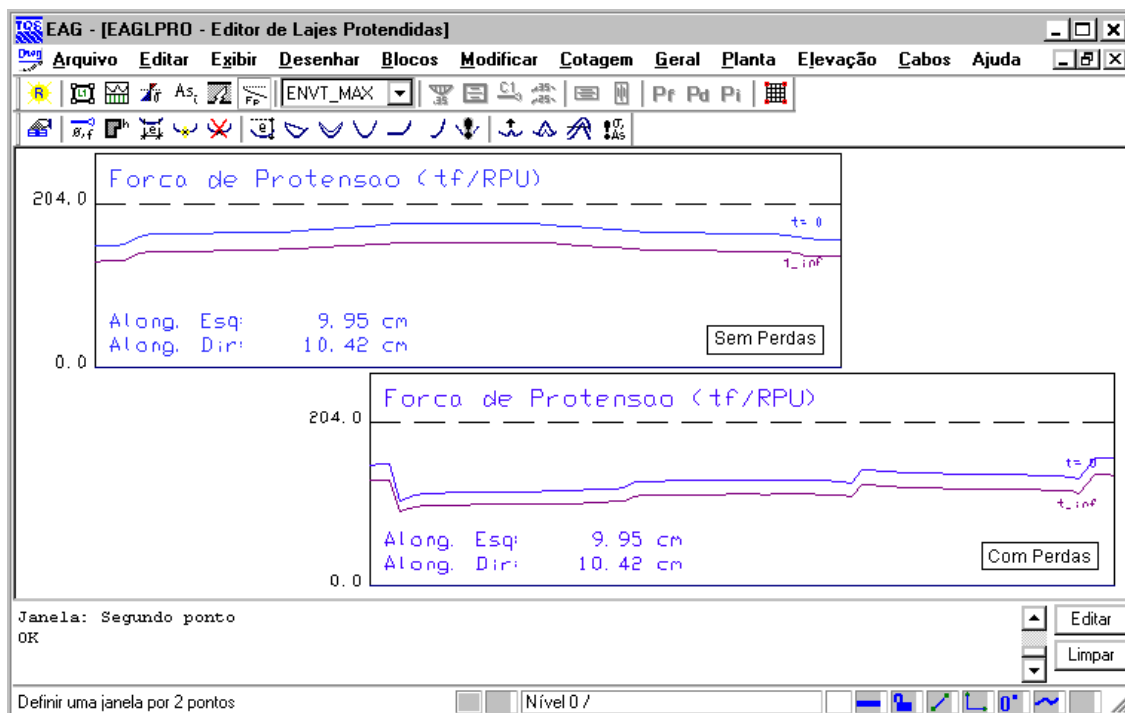 EAG - [EAGLPRO - Editor de Lajes Protendidas]
Arquivo Editar Exibir Desenhar Blocos Modificar Cotagem Geral Planta Elevação Cabos Ajuda
R As ENVT_MAX Pr Pd Pi
Forca de Protensao (tf/RPU)
204.0
t= 0
t_inf
Along. Esq: 9.95 cm
Along. Dir: 10.42 cm
Sem Perdas
0.0
Forca de Protensao (tf/RPU)
204.0
t= 0
t_inf
Along. Esq: 9.95 cm
Along. Dir: 10.42 cm
Com Perdas
0.0
Janela: Segundo ponto
OK
Editar
Limpar
Definir uma janela por 2 pontos Nível 0 / 0°